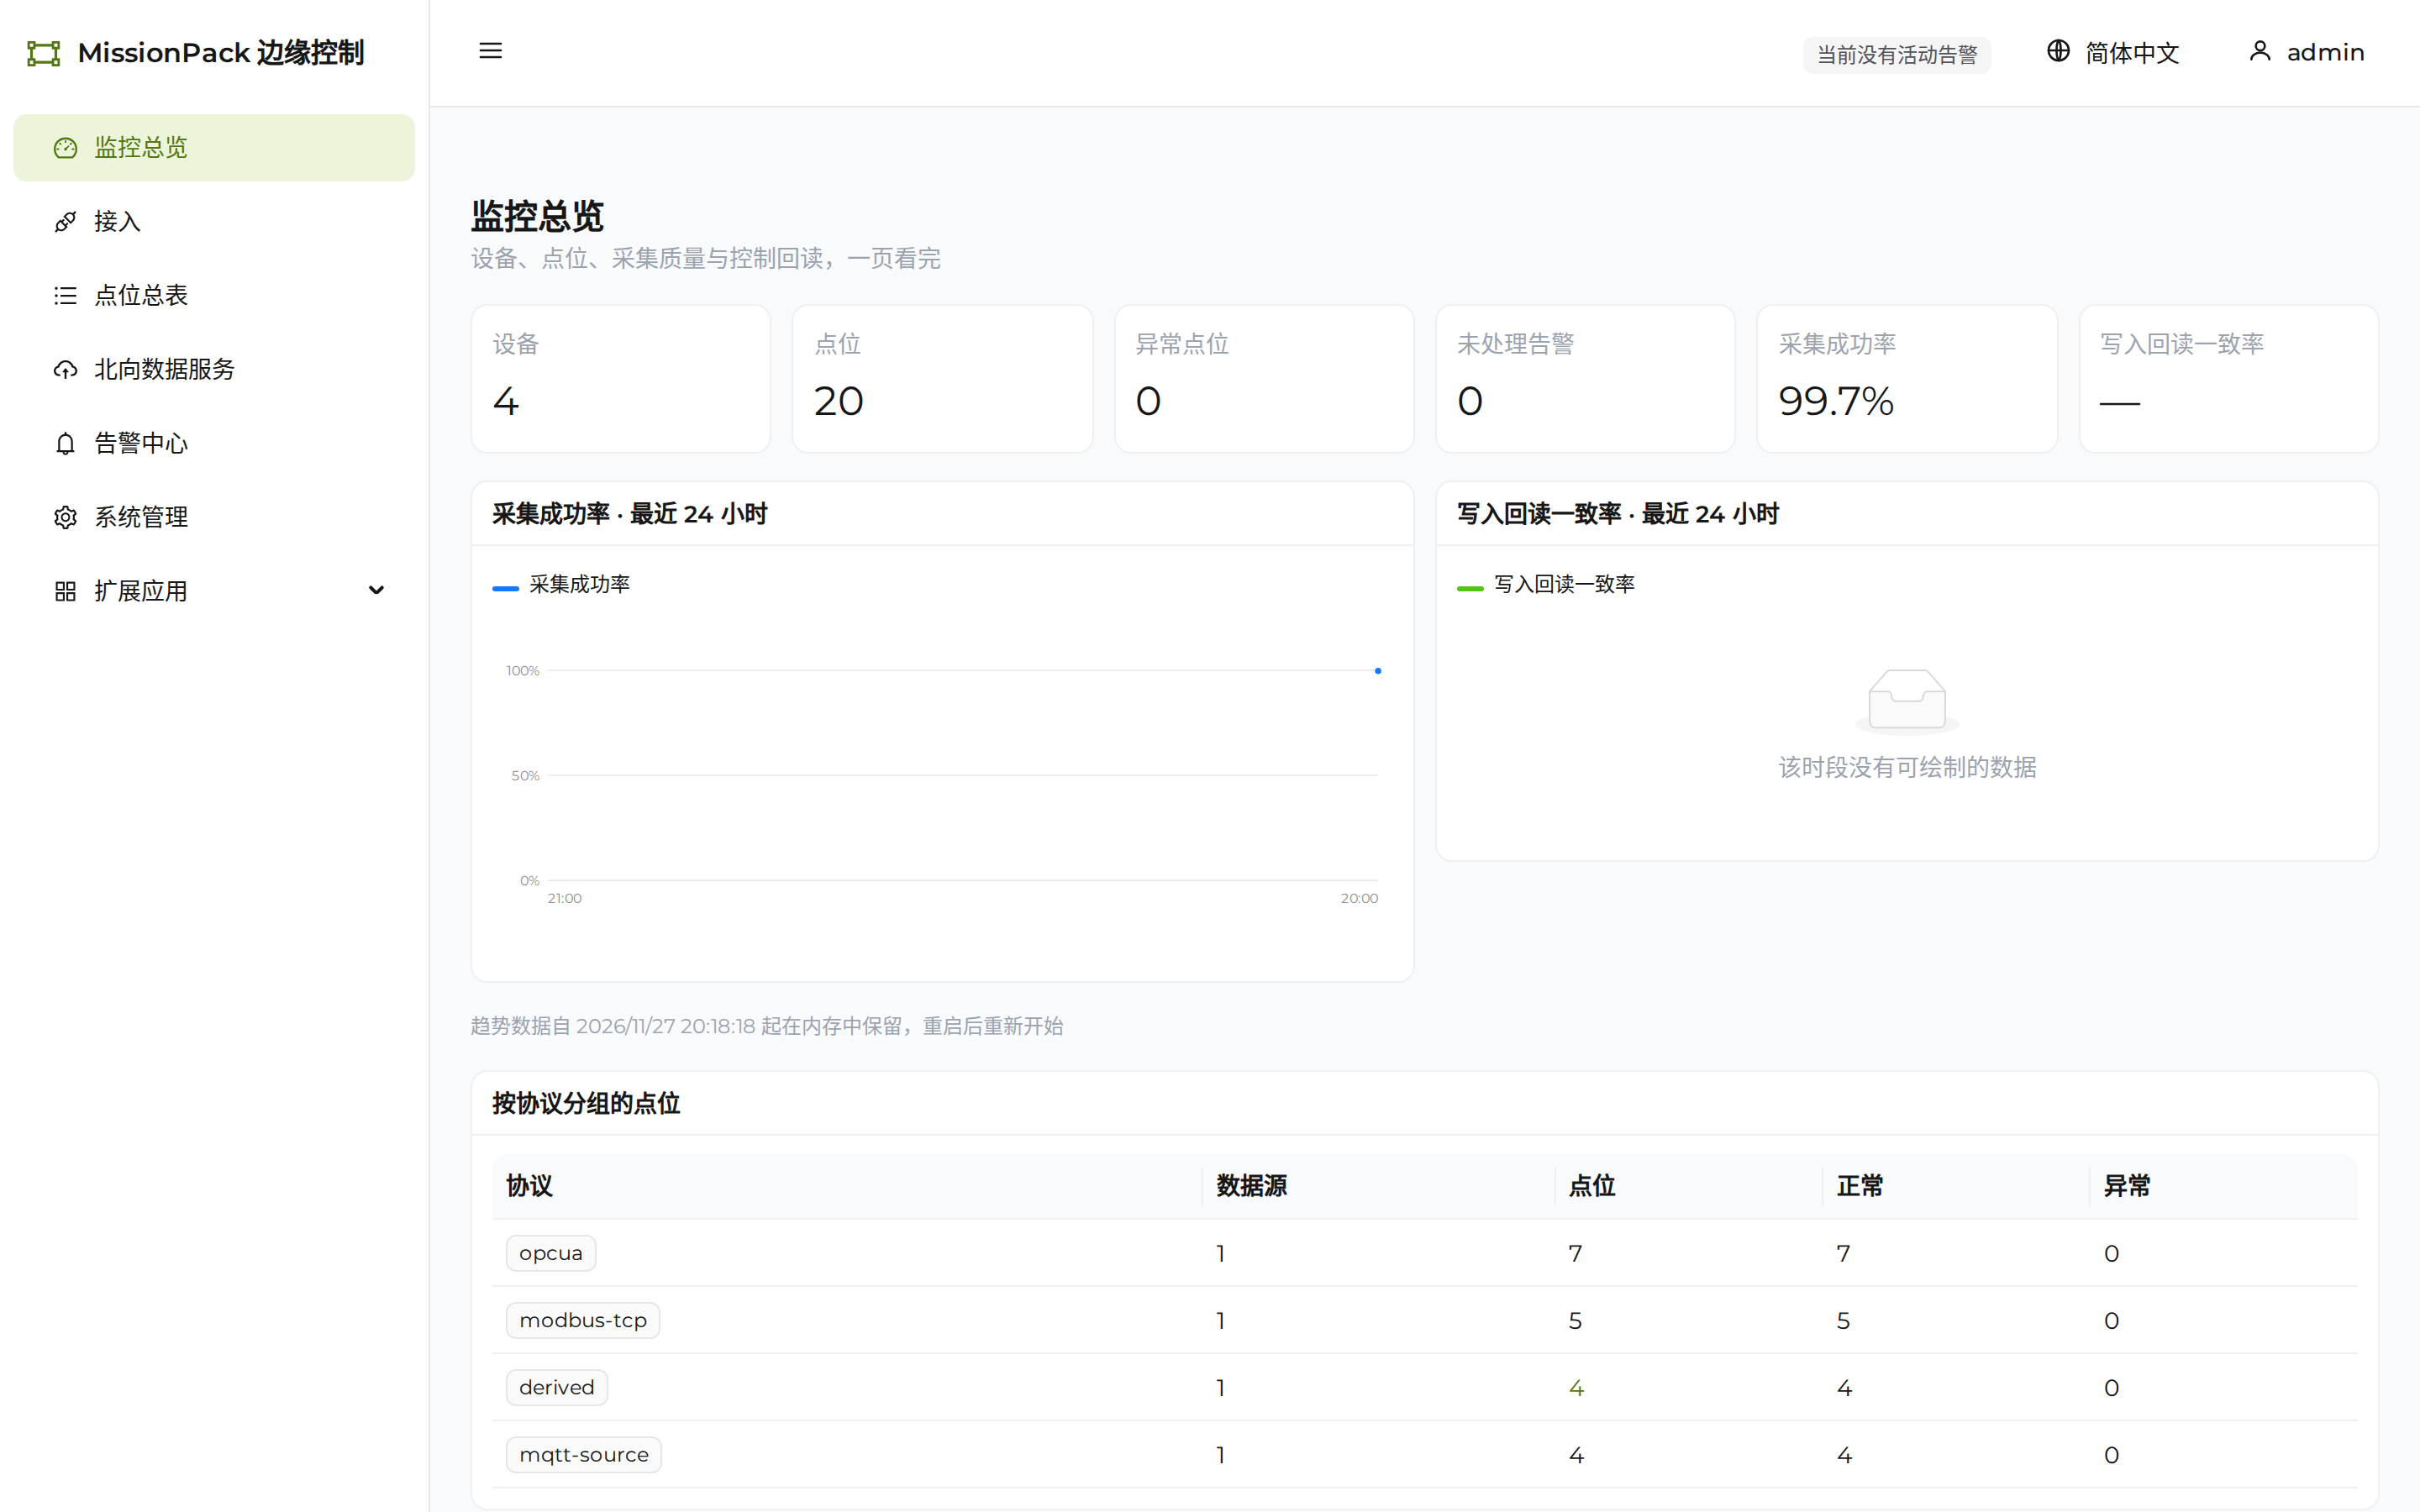 MissionPack 边缘控制
当前没有活动告警
简体中文
admin
监控总览
接入
点位总表
北向数据服务
告警中心
系统管理
扩展应用
监控总览
设备、点位、采集质量与控制回读，一页看完
设备
4
点位
20
异常点位
0
未处理告警
0
采集成功率
99.7%
写入回读一致率
—
采集成功率 · 最近 24 小时
采集成功率
100%
50%
0%
21:00
20:00
写入回读一致率 · 最近 24 小时
写入回读一致率
该时段没有可绘制的数据
趋势数据自 2026/11/27 20:18:18 起在内存中保留，重启后重新开始
按协议分组的点位
协议 数据源 点位 正常 异常
opcua 1 7 7 0
modbus-tcp 1 5 5 0
derived 1 4 4 0
mqtt-source 1 4 4 0